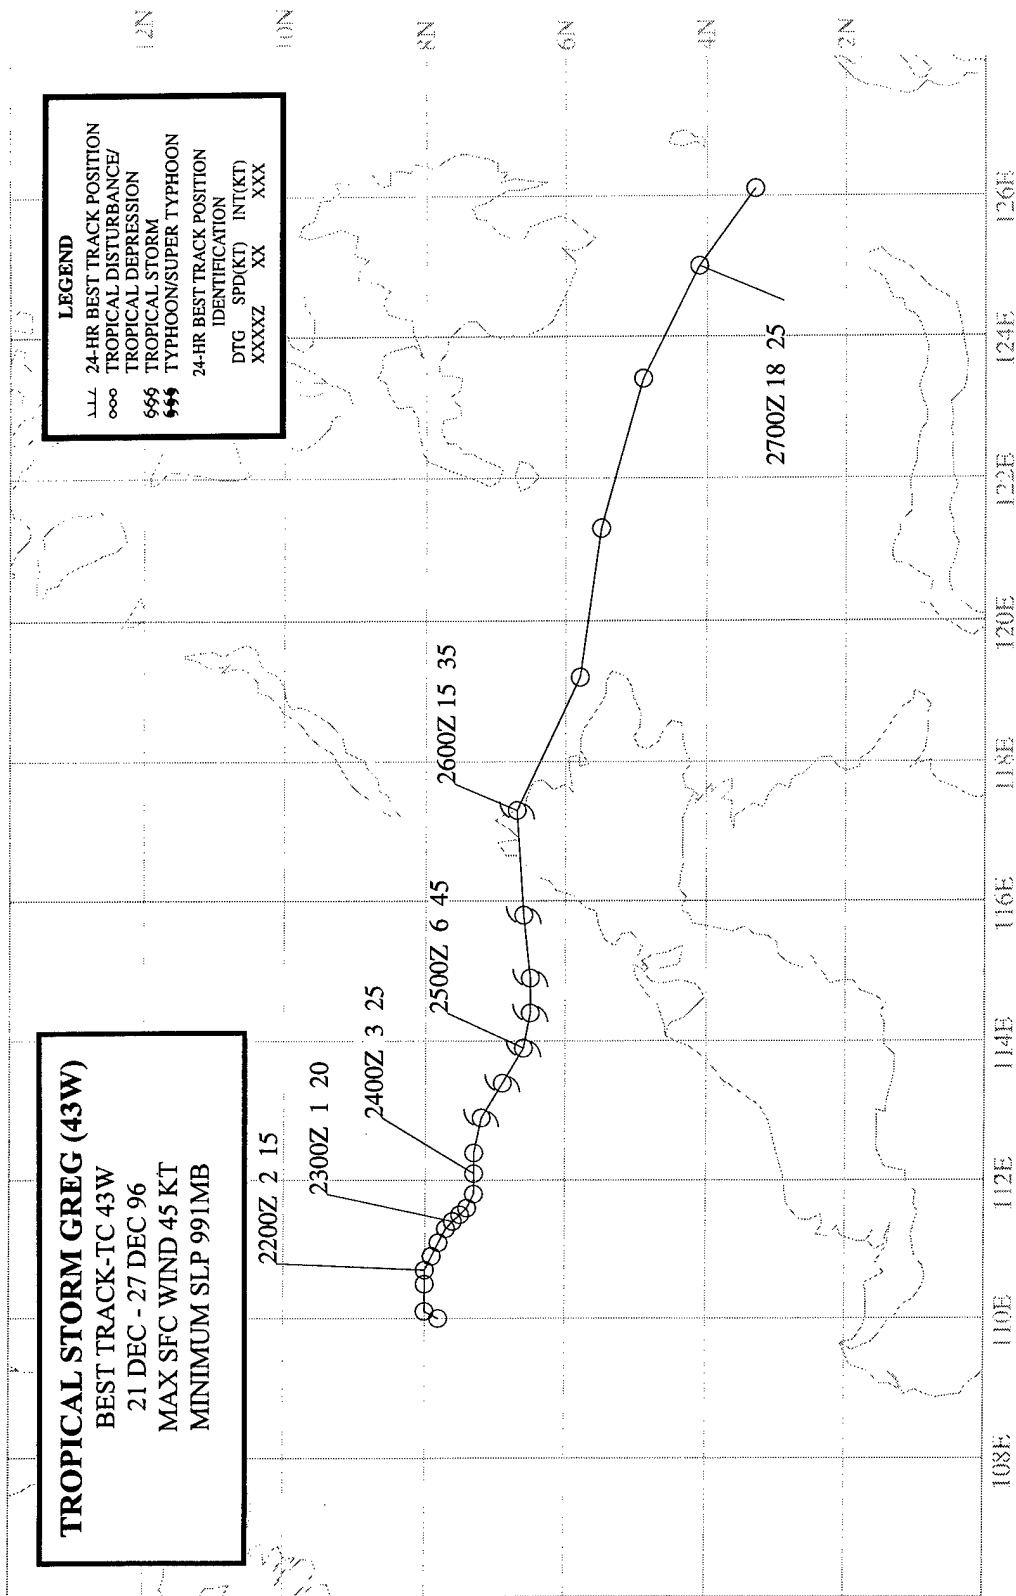 TROPICAL STORM GREG (43W)
BEST TRACK-TC 43W
21 DEC - 27 DEC 96
MAX SFC WIND 45 KT
MINIMUM SLP 991MB
LEGEND
24-HR BEST TRACK POSITION
TROPICAL DISTURBANCE/
TROPICAL DEPRESSION
TROPICAL STORM
TYPHOON/SUPER TYPHOON
24-HR BEST TRACK POSITION
IDENTIFICATION
DTG SPD(KT) INT(KT)
XXXXZ XX XXX
12N
10N
8N
6N
4N
2N
2200Z 2 15
2300Z 1 20
2400Z 3 25
2500Z 6 45
2600Z 15 35
2700Z 18 25
108E
110E
112E
114E
116E
118E
120E
122E
124E
126E